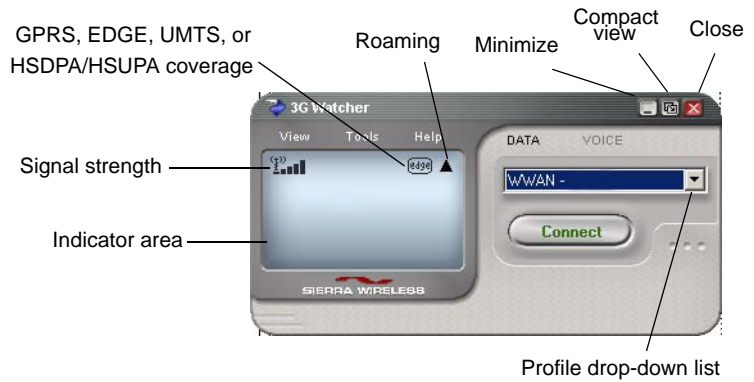 Compact
view
Close
GPRS, EDGE, UMTS, or
HSDPA/HSUPA coverage
Roaming
Minimize
3G Watcher
View Tools Help
DATA VOICE
Signal strength
edge
WWAN -
Connect
Indicator area
SIERRA WIRELESS
Profile drop-down list